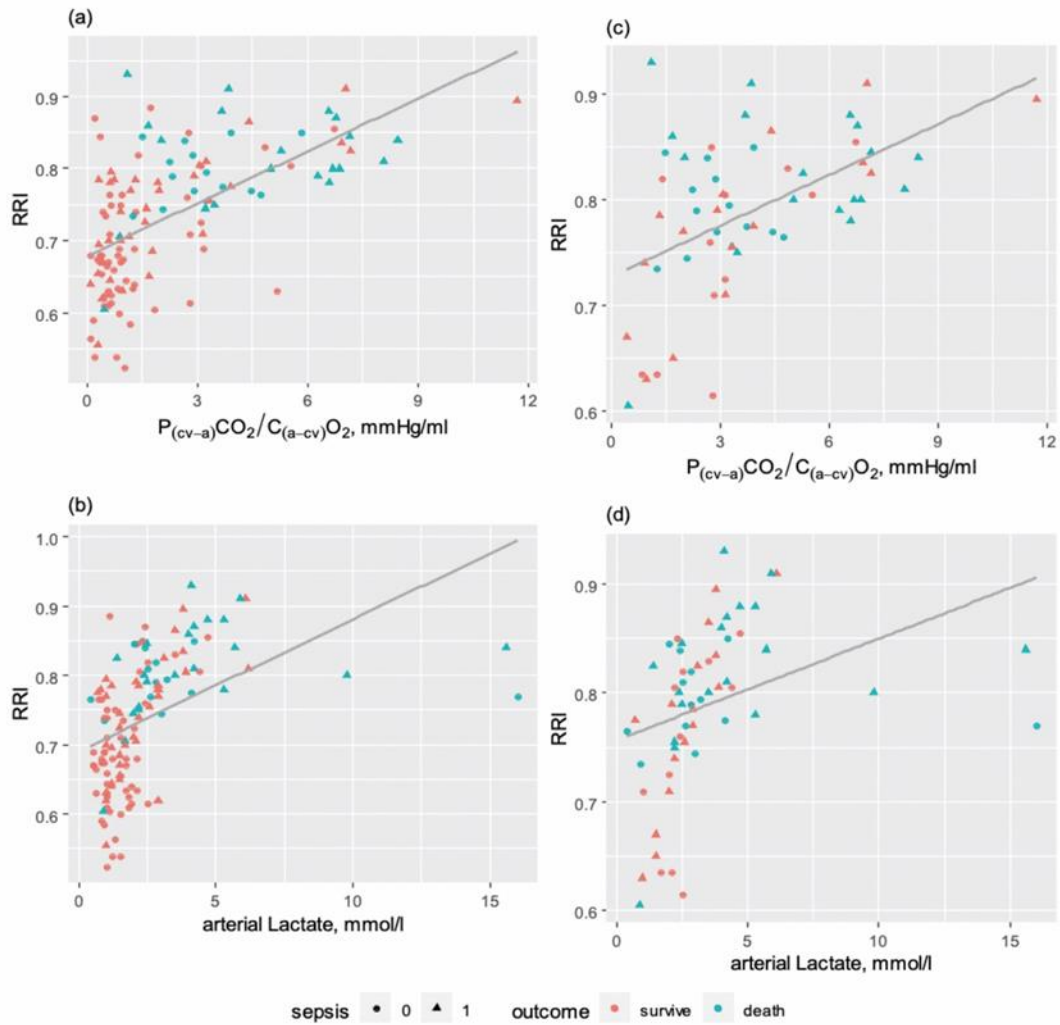 (a)
RRI
0.9
0.8
0.7
0.6
0 3 6 9 12
P(cv−a)CO2/C(a−cv)O2, mmHg/ml
(c)
RRI
0.9
0.8
0.7
0.6
0 3 6 9 12
P(cv−a)CO2/C(a−cv)O2, mmHg/ml
(b)
RRI
1.0
0.9
0.8
0.7
0.6
0 5 10 15
arterial Lactate, mmol/l
(d)
RRI
0.9
0.8
0.7
0.6
0 5 10 15
arterial Lactate, mmol/l
sepsis 0 1 outcome survive death